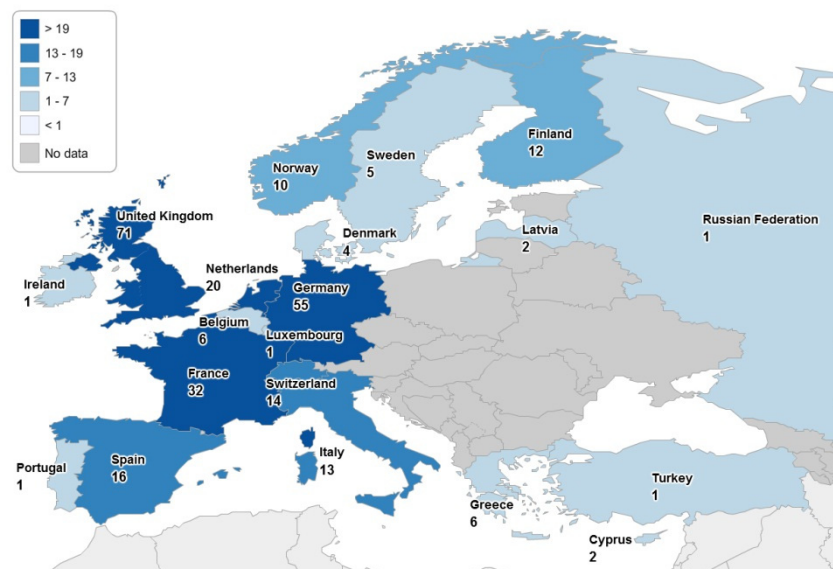 > 19
13 - 19
7 - 13
1 - 7
< 1
No data
Finland
12
Norway
10
Sweden
5
Russian Federation
1
United Kingdom
71
Denmark
4
Latvia
2
Ireland
1
Netherlands
20
Germany
55
Belgium
6
Luxembourg
1
France
32
Switzerland
14
Portugal
1
Spain
16
Italy
13
Greece
6
Turkey
1
Cyprus
2